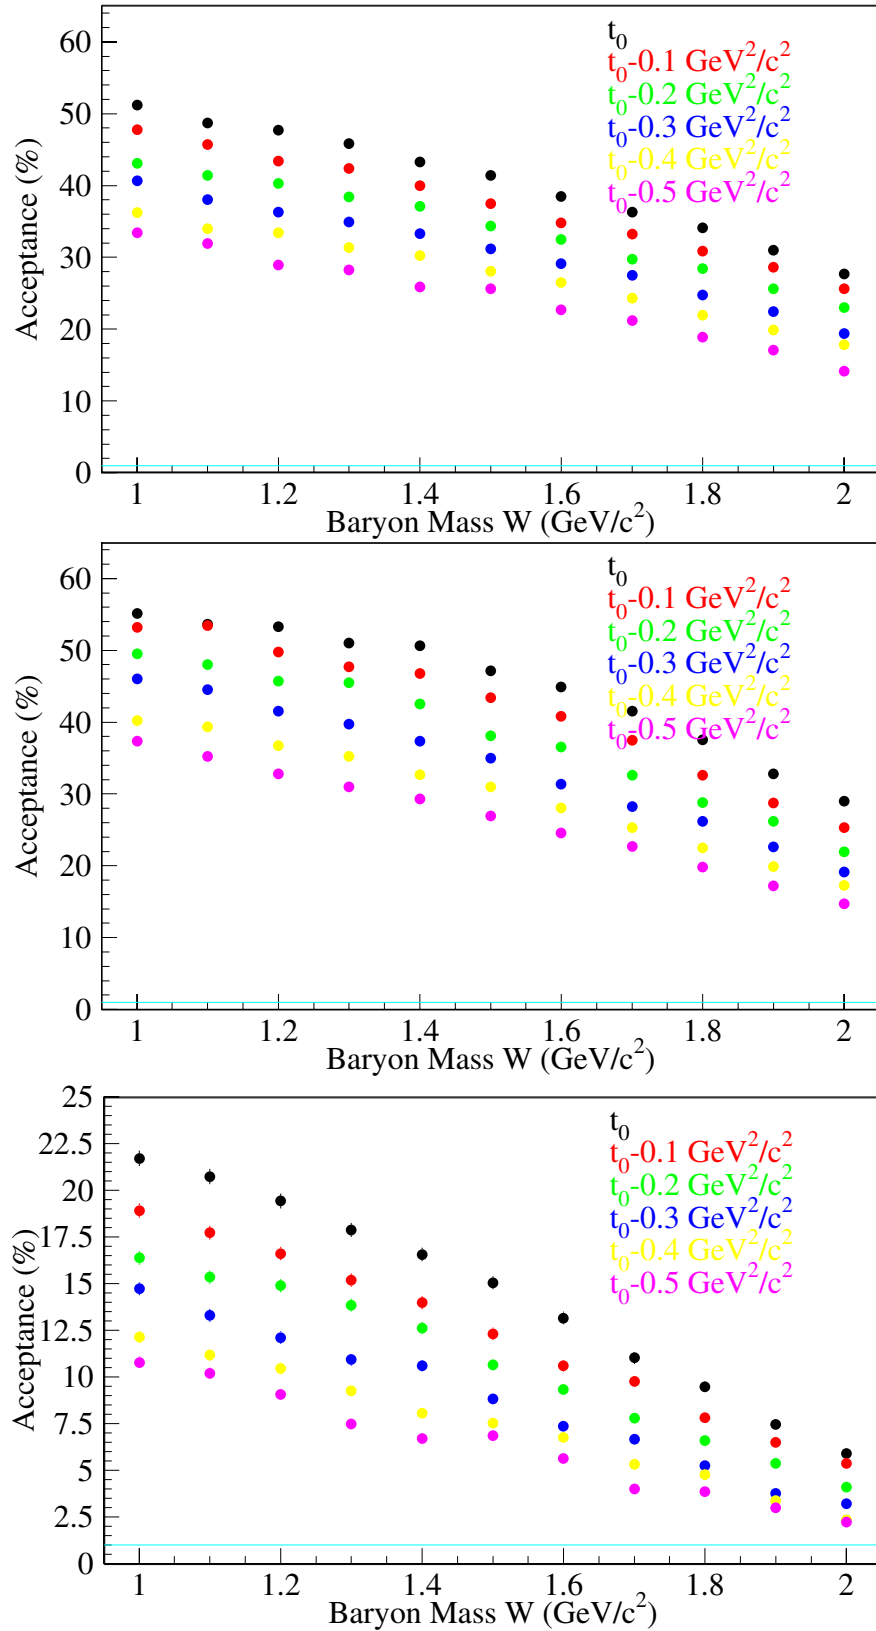 60
50
40
30
20
10
0
Acceptance (%)
t₀
t₀-0.1 GeV²/c²
t₀-0.2 GeV²/c²
t₀-0.3 GeV²/c²
t₀-0.4 GeV²/c²
t₀-0.5 GeV²/c²
1 1.2 1.4 1.6 1.8 2
Baryon Mass W (GeV/c²)
60
50
40
30
20
10
0
Acceptance (%)
t₀
t₀-0.1 GeV²/c²
t₀-0.2 GeV²/c²
t₀-0.3 GeV²/c²
t₀-0.4 GeV²/c²
t₀-0.5 GeV²/c²
1 1.2 1.4 1.6 1.8 2
Baryon Mass W (GeV/c²)
25
22.5
20
17.5
15
12.5
10
7.5
5
2.5
0
Acceptance (%)
t₀
t₀-0.1 GeV²/c²
t₀-0.2 GeV²/c²
t₀-0.3 GeV²/c²
t₀-0.4 GeV²/c²
t₀-0.5 GeV²/c²
1 1.2 1.4 1.6 1.8 2
Baryon Mass W (GeV/c²)